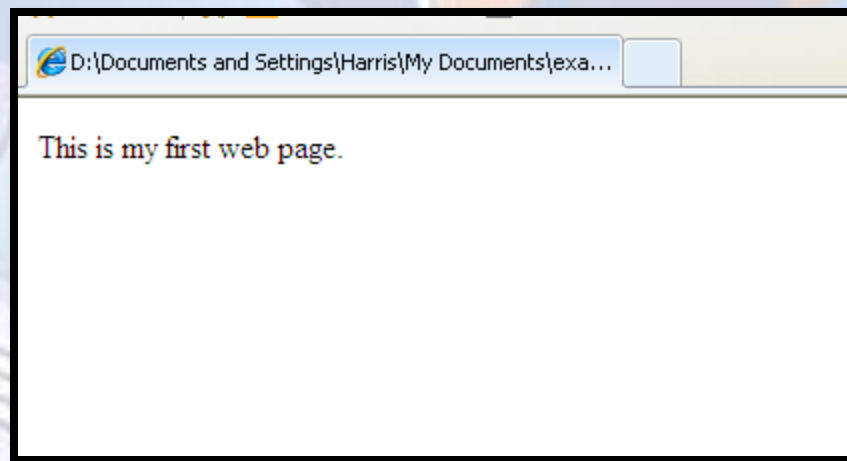 D:\Documents and Settings\Harris\My Documents\exa...
This is my first web page.